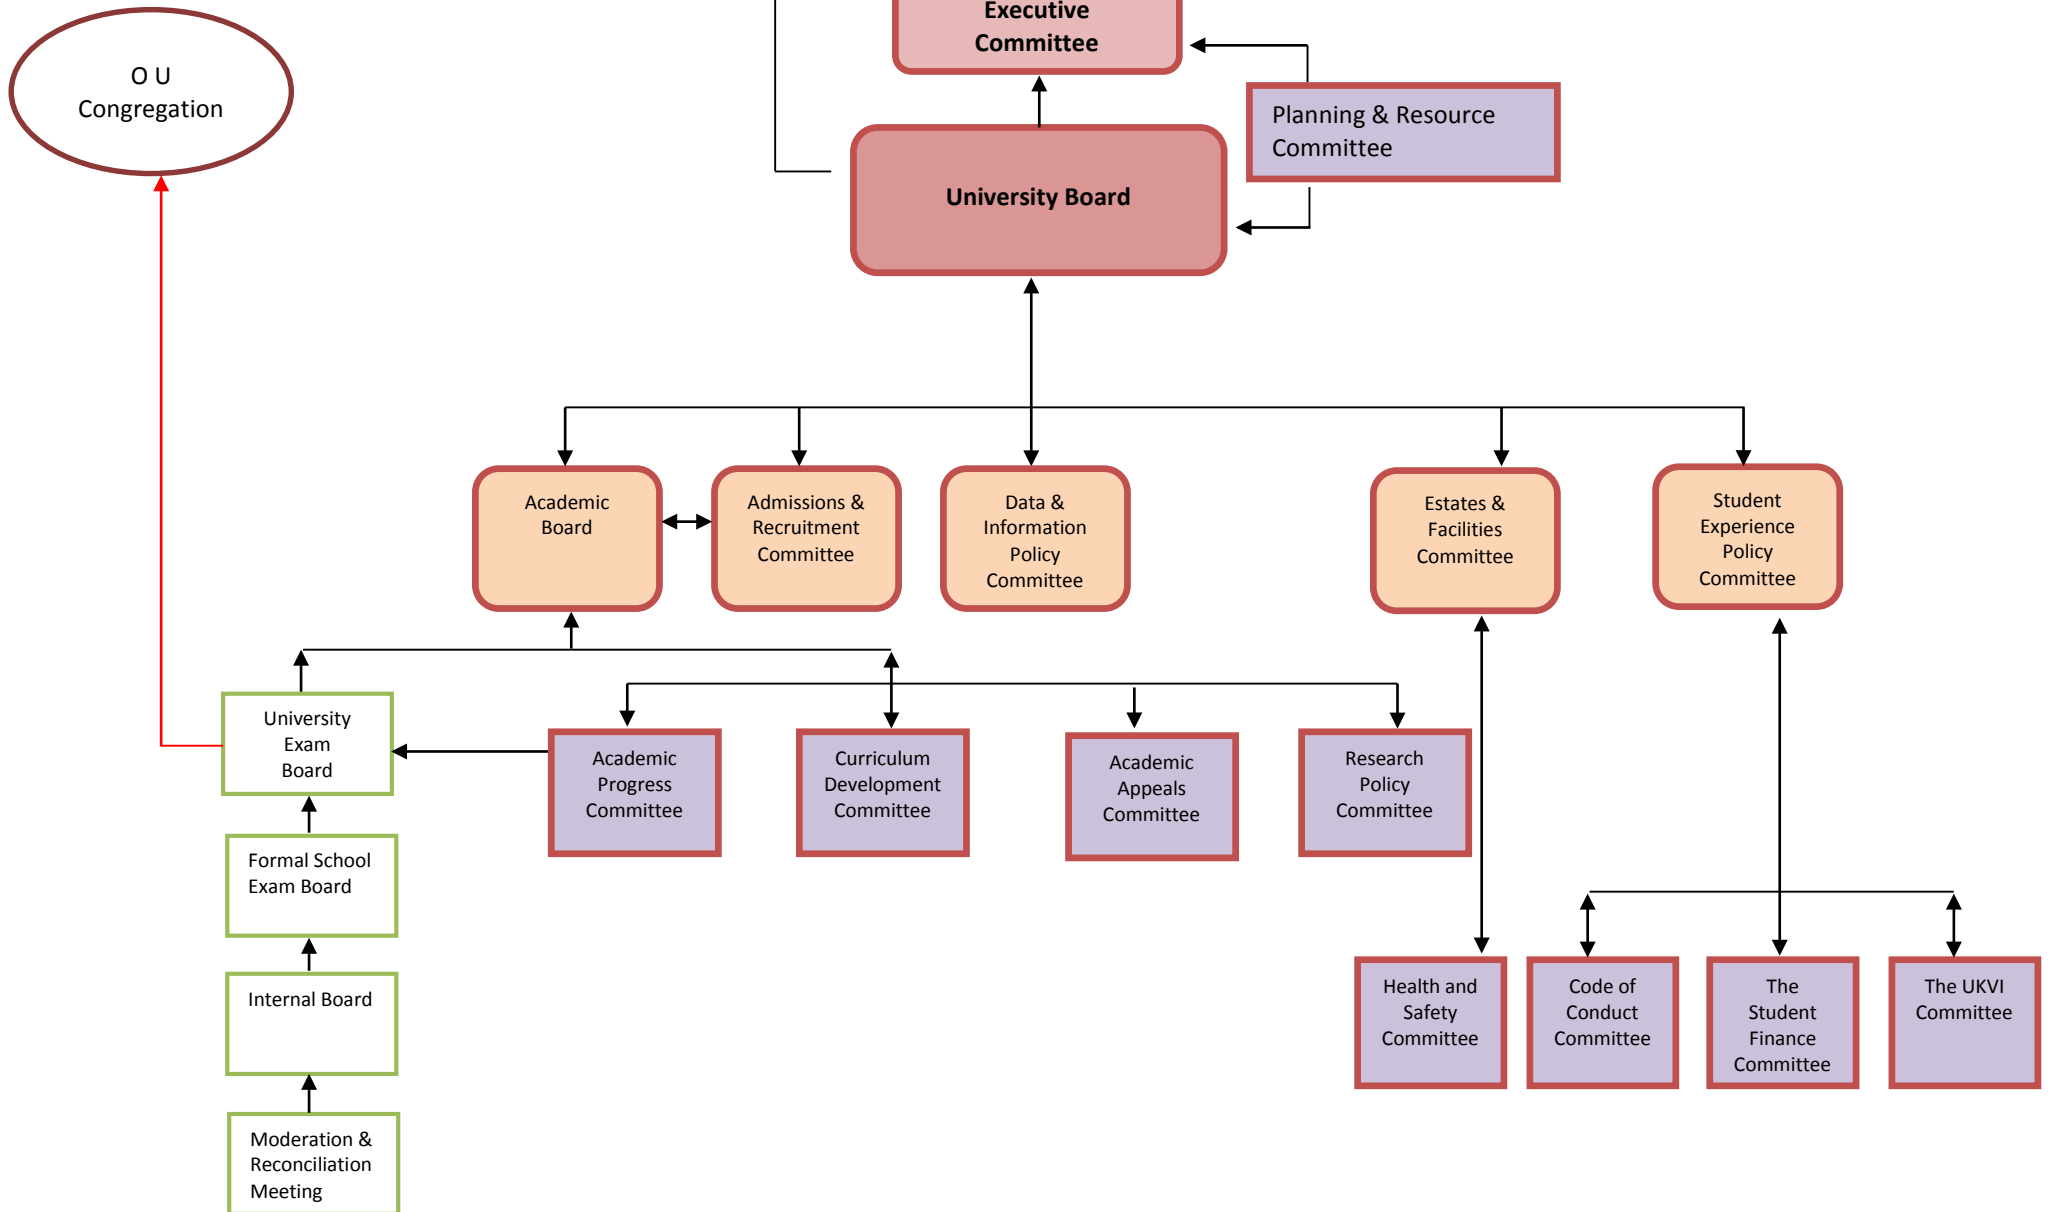 Executive
Committee
O U
Congregation
Planning & Resource
Committee
University Board
Academic
Board
Admissions &
Recruitment
Committee
Data &
Information
Policy
Committee
Estates &
Facilities
Committee
Student
Experience
Policy
Committee
University
Exam
Board
Academic
Progress
Committee
Curriculum
Development
Committee
Academic
Appeals
Committee
Research
Policy
Committee
Formal School
Exam Board
Internal Board
Health and
Safety
Committee
Code of
Conduct
Committee
The
Student
Finance
Committee
The UKVI
Committee
Moderation &
Reconciliation
Meeting